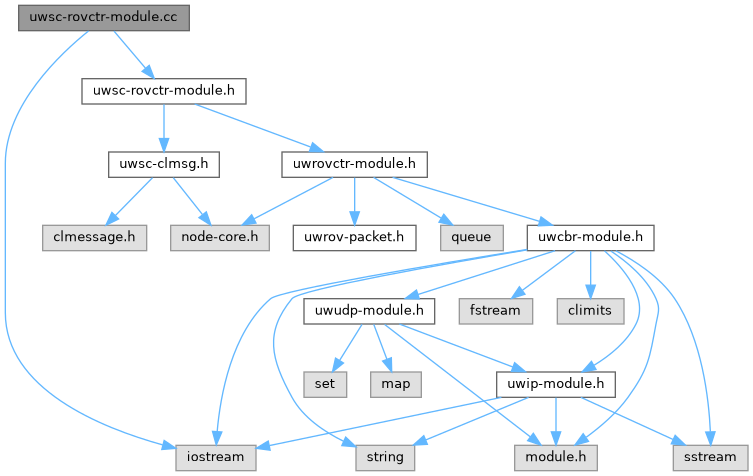 uwsc-rovctr-module.cc
uwsc-rovctr-module.h
uwsc-clmsg.h
uwrovctr-module.h
clmessage.h
node-core.h
uwrov-packet.h
queue
uwcbr-module.h
uwudp-module.h
fstream
climits
set
map
uwip-module.h
iostream
string
module.h
sstream